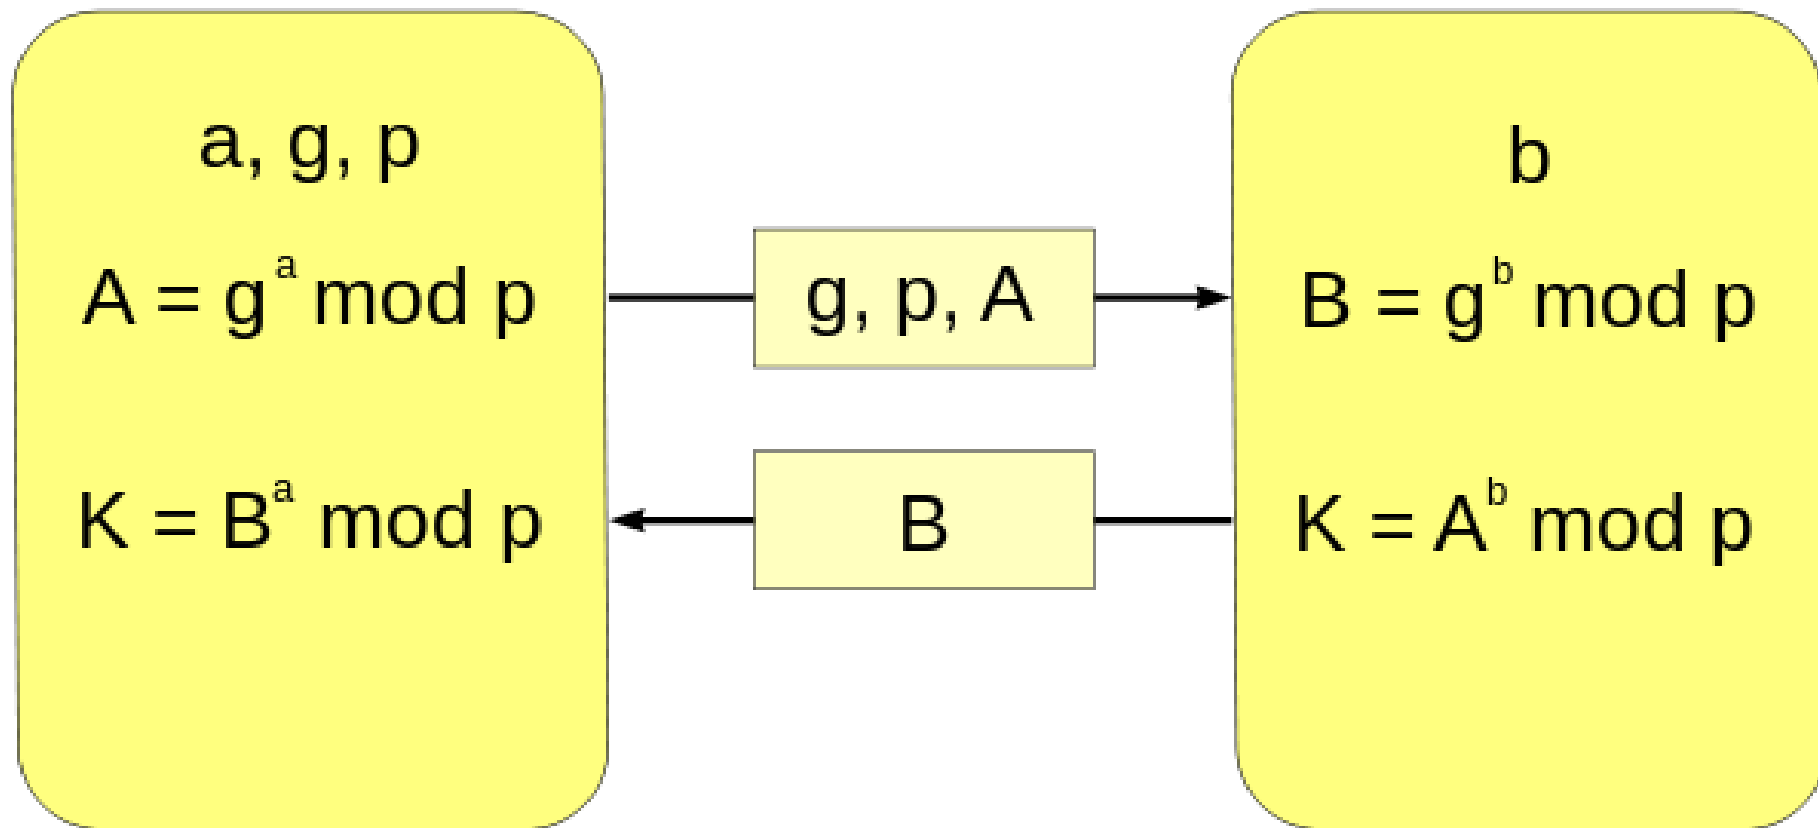 a, g, p
A = g^a mod p
K = B^a mod p
g, p, A
B
b
B = g^b mod p
K = A^b mod p